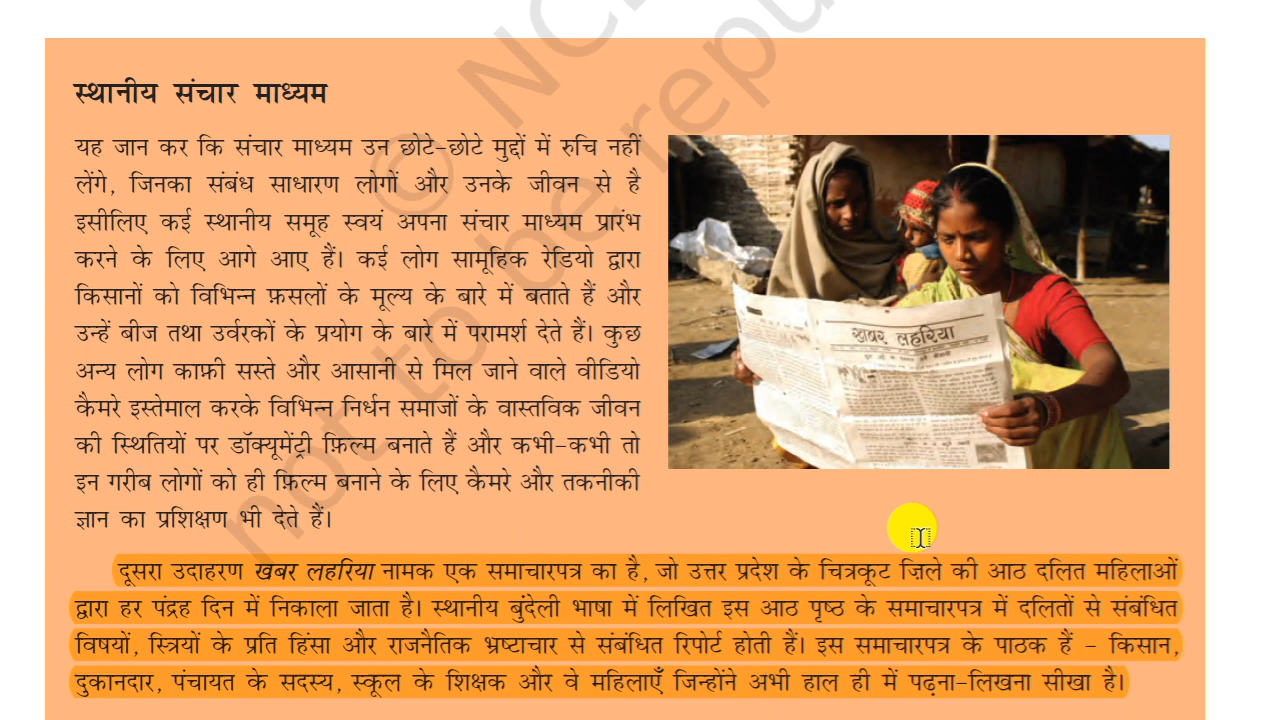 © NC
not to be repu
स्थानीय संचार माध्यम
यह जान कर कि संचार माध्यम उन छोटे-छोटे मुद्दों में रुचि नहीं
लेंगे, जिनका संबंध साधारण लोगों और उनके जीवन से है
इसीलिए कई स्थानीय समूह स्वयं अपना संचार माध्यम प्रारंभ
करने के लिए आगे आए हैं। कई लोग सामूहिक रेडियो द्वारा
किसानों को विभिन्न फ़सलों के मूल्य के बारे में बताते हैं और
उन्हें बीज तथा उर्वरकों के प्रयोग के बारे में परामर्श देते हैं। कुछ
अन्य लोग काफ़ी सस्ते और आसानी से मिल जाने वाले वीडियो
कैमरे इस्तेमाल करके विभिन्न निर्धन समाजों के वास्तविक जीवन
की स्थितियों पर डॉक्यूमेंट्री फ़िल्म बनाते हैं और कभी-कभी तो
इन गरीब लोगों को ही फ़िल्म बनाने के लिए कैमरे और तकनीकी
ज्ञान का प्रशिक्षण भी देते हैं।
खबर लहरिया
दूसरा उदाहरण खबर लहरिया नामक एक समाचारपत्र का है, जो उत्तर प्रदेश के चित्रकूट ज़िले की आठ दलित महिलाओं
द्वारा हर पंद्रह दिन में निकाला जाता है। स्थानीय बुंदेली भाषा में लिखित इस आठ पृष्ठ के समाचारपत्र में दलितों से संबंधित
विषयों, स्त्रियों के प्रति हिंसा और राजनैतिक भ्रष्टाचार से संबंधित रिपोर्ट होती हैं। इस समाचारपत्र के पाठक हैं – किसान,
दुकानदार, पंचायत के सदस्य, स्कूल के शिक्षक और वे महिलाएँ जिन्होंने अभी हाल ही में पढ़ना-लिखना सीखा है।